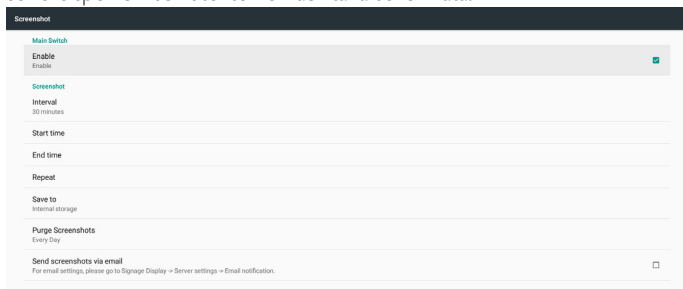 Screenshot
Main Switch
Enable
Enable
Screenshot
Interval
30 minutes
Start time
End time
Repeat
Save to
Internal storage
Purge Screenshots
Every Day
Send screenshots via email
For email settings, please go to Signage Display -> Server settings -> Email notification.